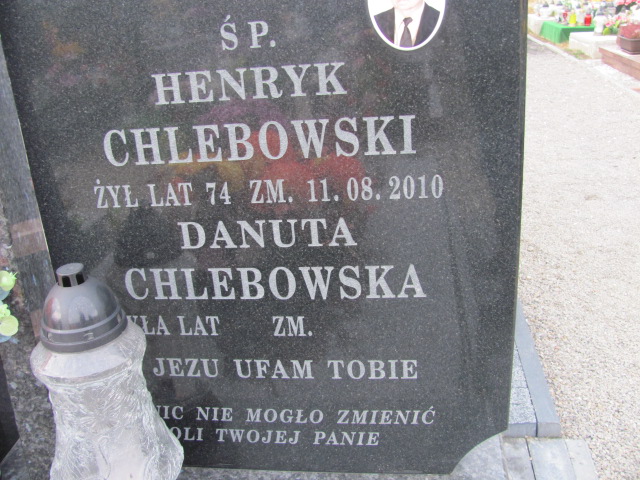 ŚP.
HENRYK
CHLEBOWSKI
ŻYŁ LAT 74 ZM. 11.08.2010
DANUTA
CHLEBOWSKA
LAT ZM.
JEZU UFAM TOBIE
NIC NIE MOGŁO ZMIENIĆ
TWOJEJ PANIE